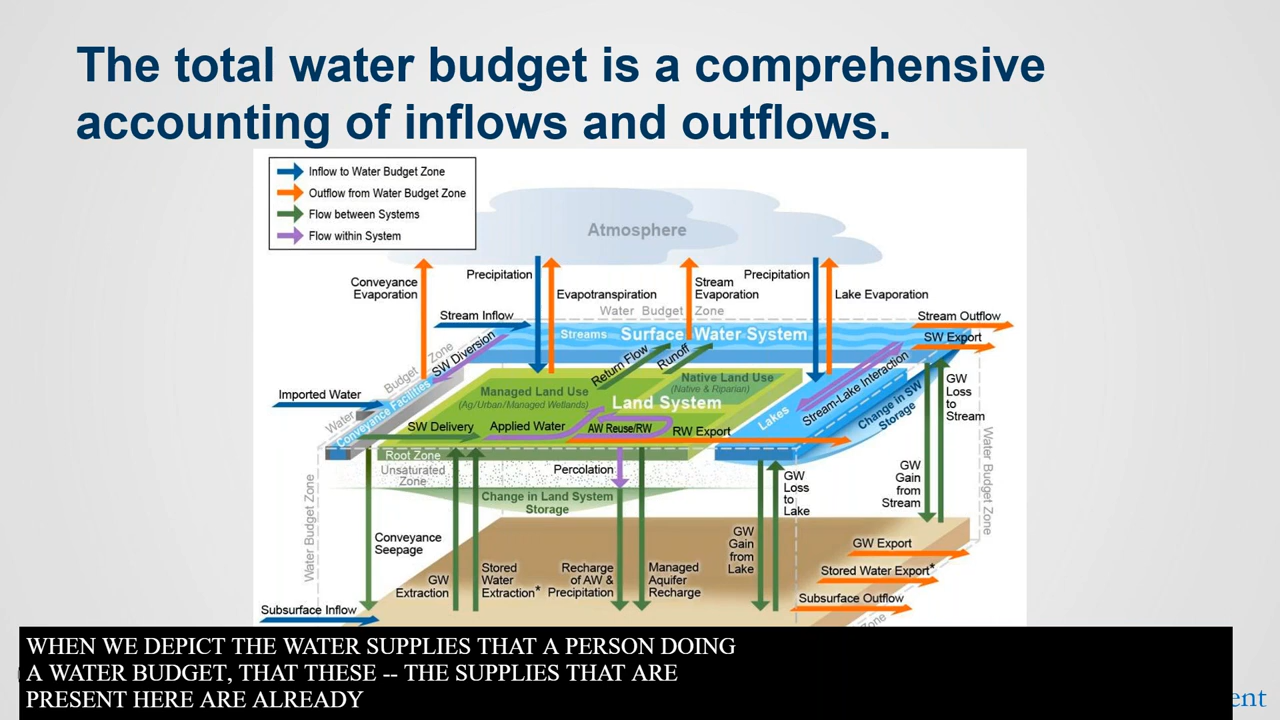 The total water budget is a comprehensive
accounting of inflows and outflows.
Inflow to Water Budget Zone
Outflow from Water Budget Zone
Flow between Systems
Flow within System
Atmosphere
Conveyance
Evaporation
Precipitation
Evapotranspiration
Stream
Evaporation
Precipitation
Lake Evaporation
Water Budget Zone
Stream Inflow
Streams
Surface Water System
Stream Outflow
SW Export
SW Diversion
Water Budget Zone
Imported Water
Conveyance Facilities
Return Flow
Runoff
Managed Land Use
(Ag/Urban/Managed Wetlands)
Native Land Use
(Native & Riparian)
Land System
Stream-Lake Interaction
Lakes
Change in SW
Storage
GW
Loss
to
Stream
SW Delivery
Applied Water
AW Reuse/RW
RW Export
Root Zone
Unsaturated
Zone
Percolation
Change in Land System
Storage
GW
Loss
to
Lake
GW
Gain
from
Stream
Water Budget Zone
Water Budget Zone
Conveyance
Seepage
GW
Extraction
Stored
Water
Extraction*
Recharge
of AW &
Precipitation
Managed
Aquifer
Recharge
GW
Gain
from
Lake
GW Export
Stored Water Export*
Subsurface Outflow
Subsurface Inflow
Zone
WHEN WE DEPICT THE WATER SUPPLIES THAT A PERSON DOING
A WATER BUDGET, THAT THESE -- THE SUPPLIES THAT ARE
PRESENT HERE ARE ALREADY
ent